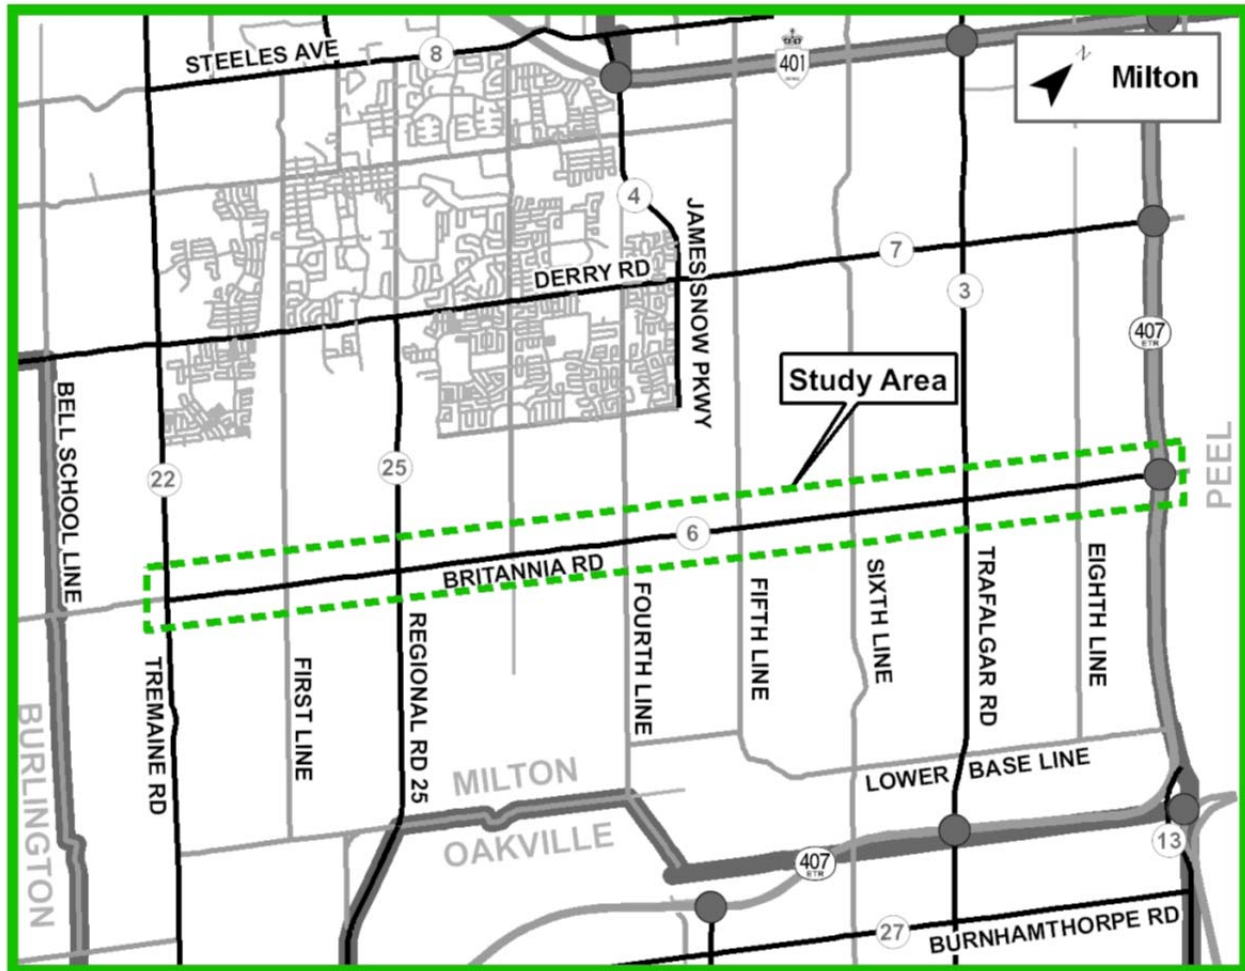 STEELES AVE
8
401
N
Milton
4
JAMES SNOW PKWY
DERRY RD
7
3
407
ETR
Study Area
BELL SCHOOL LINE
22
25
PEEL
6
BRITANNIA RD
TREMAINE RD
FIRST LINE
REGIONAL RD 25
FOURTH LINE
FIFTH LINE
SIXTH LINE
TRAFALGAR RD
EIGHTH LINE
BURLINGTON
MILTON
OAKVILLE
LOWER BASE LINE
407
ETR
13
27
BURNHAMTHORPE RD